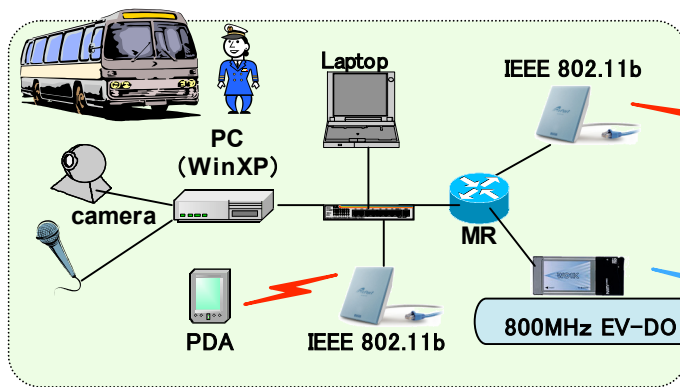 Laptop
IEEE 802.11b
PC
(WinXP)
camera
MR
PDA
IEEE 802.11b
800MHz EV-DO